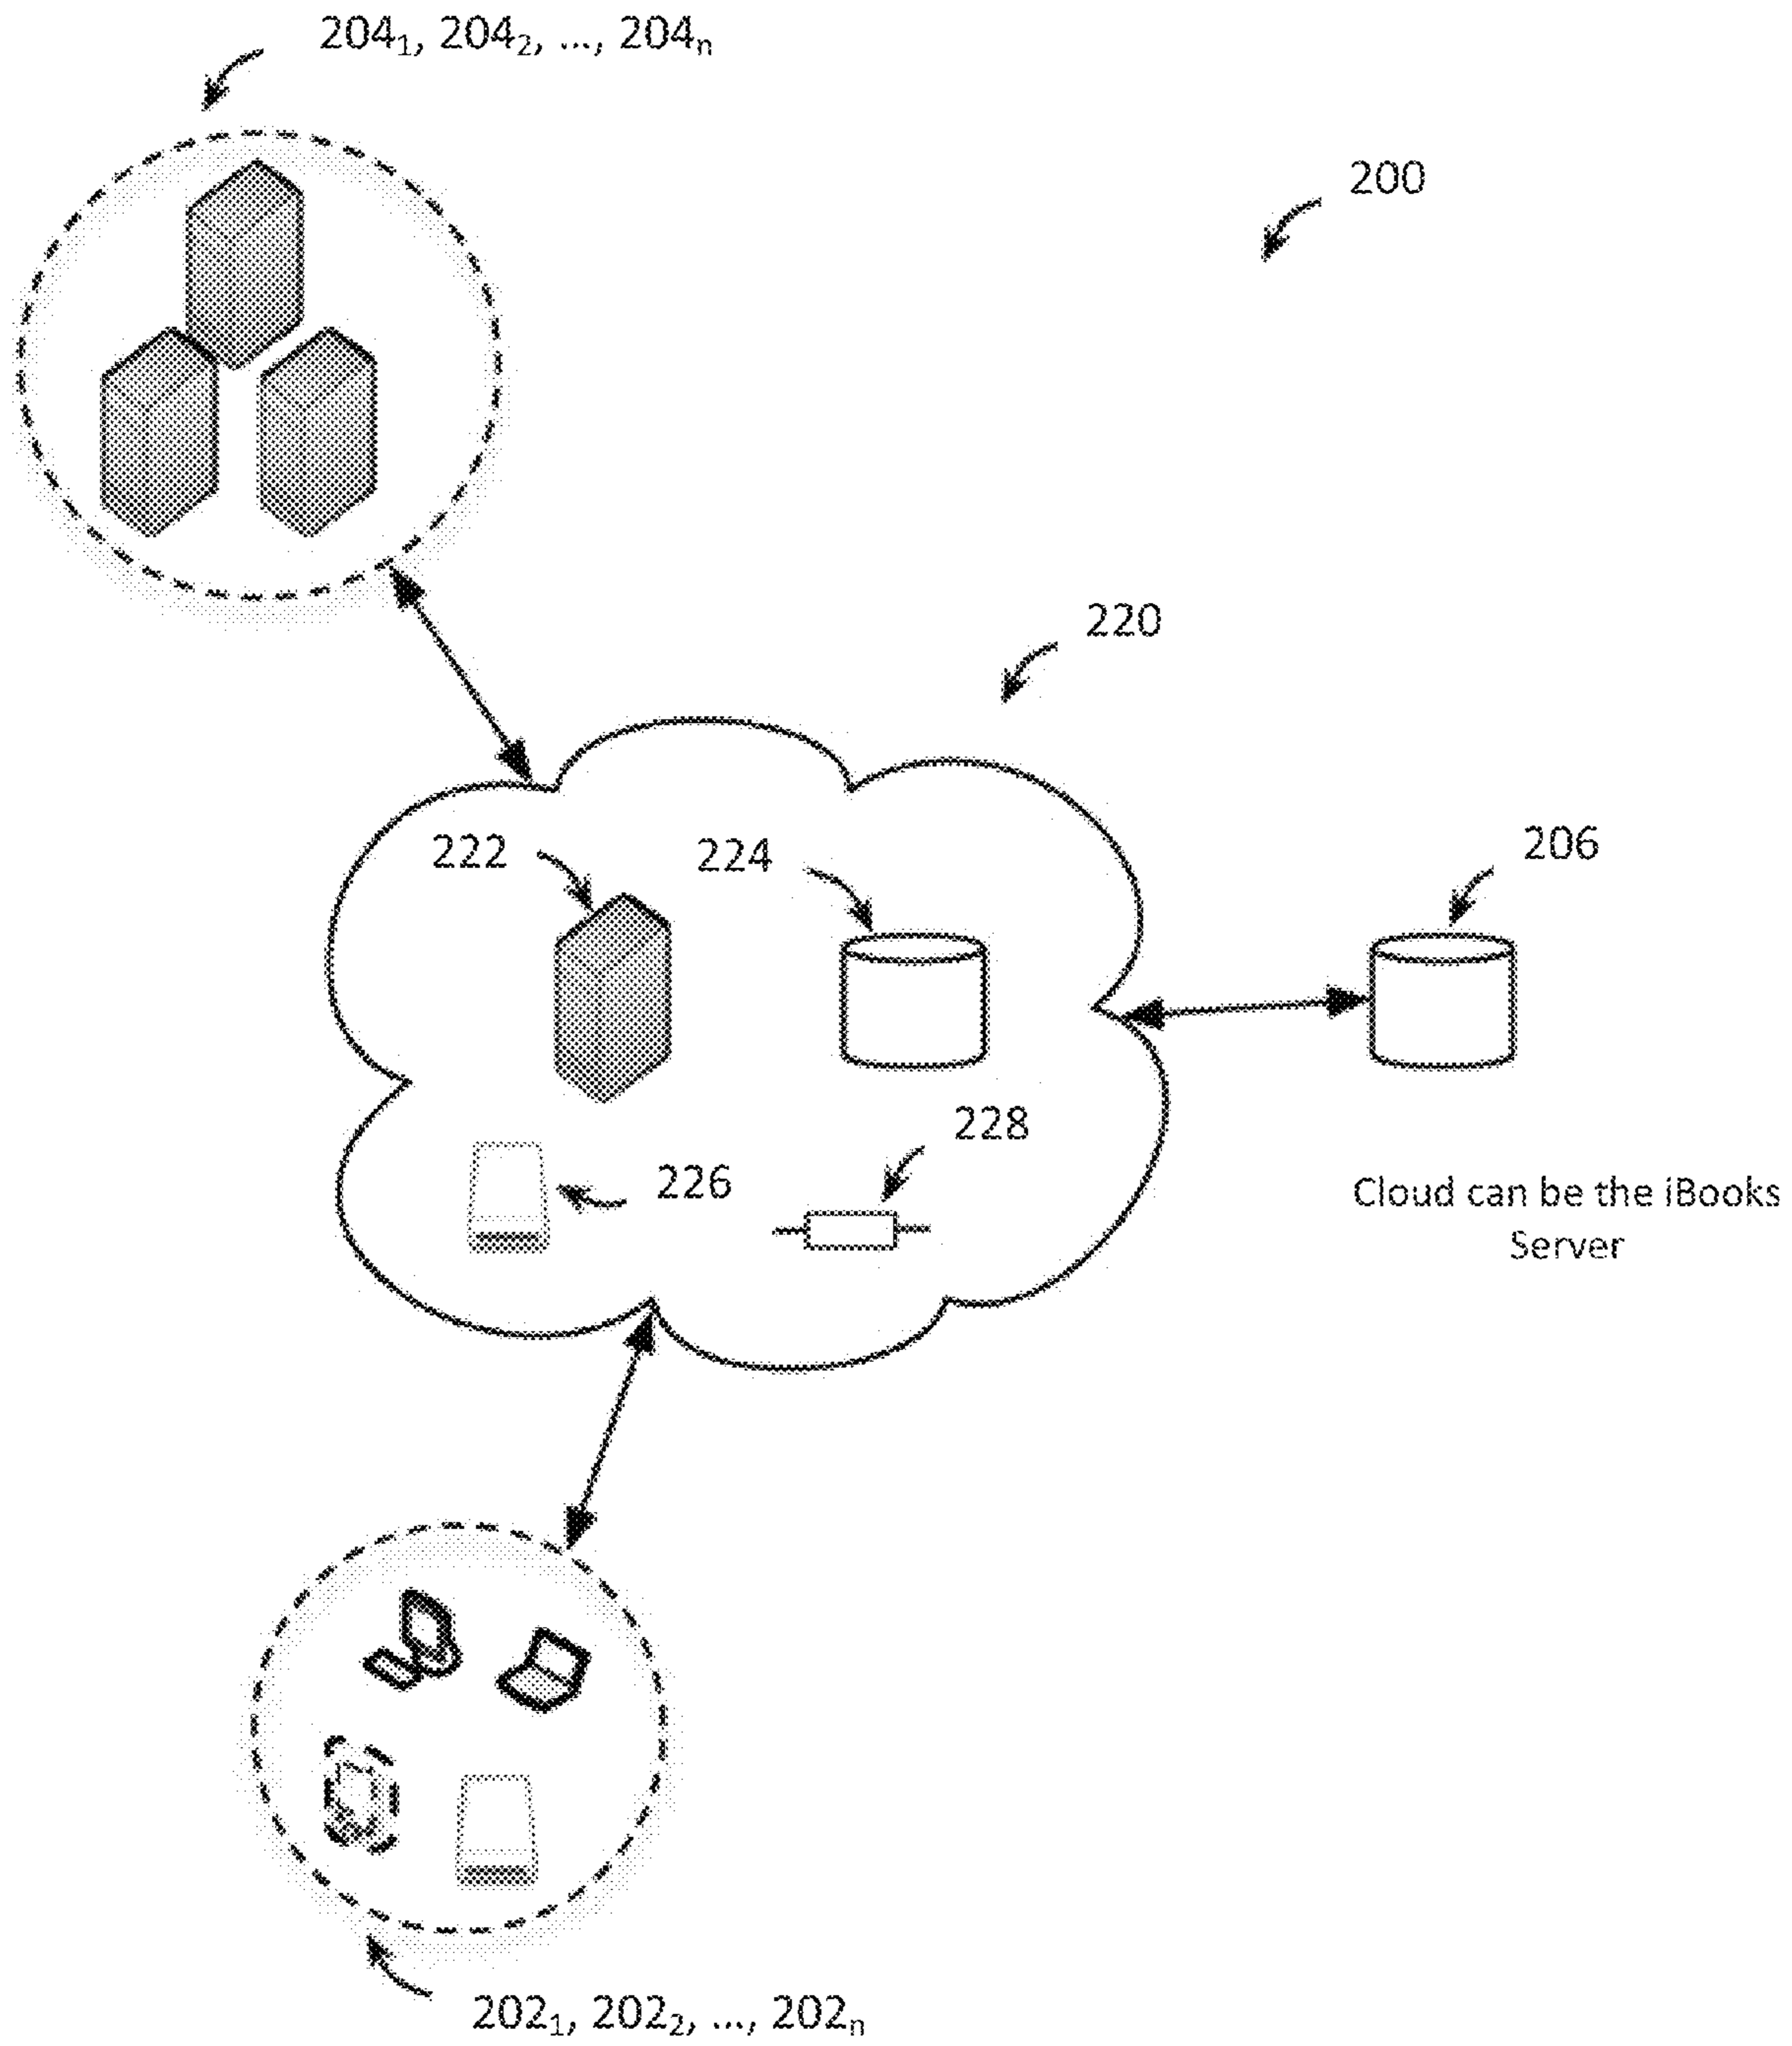 204₁, 204₂, ..., 204ₙ
200
220
222
224
206
228
226
Cloud can be the iBooks
Server
202₁, 202₂, ..., 202ₙ